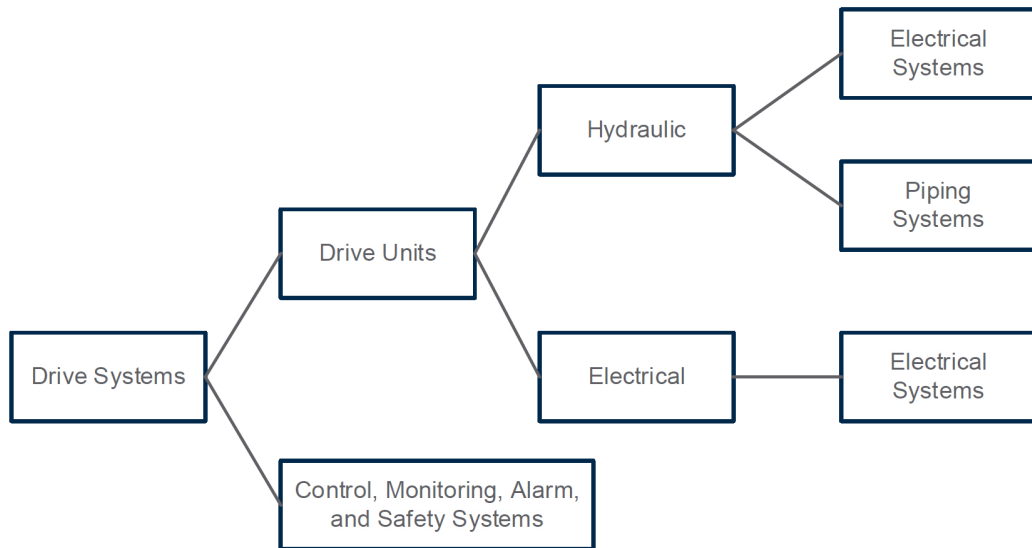 Electrical
Systems
Hydraulic
Piping
Systems
Drive Units
Drive Systems
Electrical
Electrical
Systems
Control, Monitoring, Alarm,
and Safety Systems